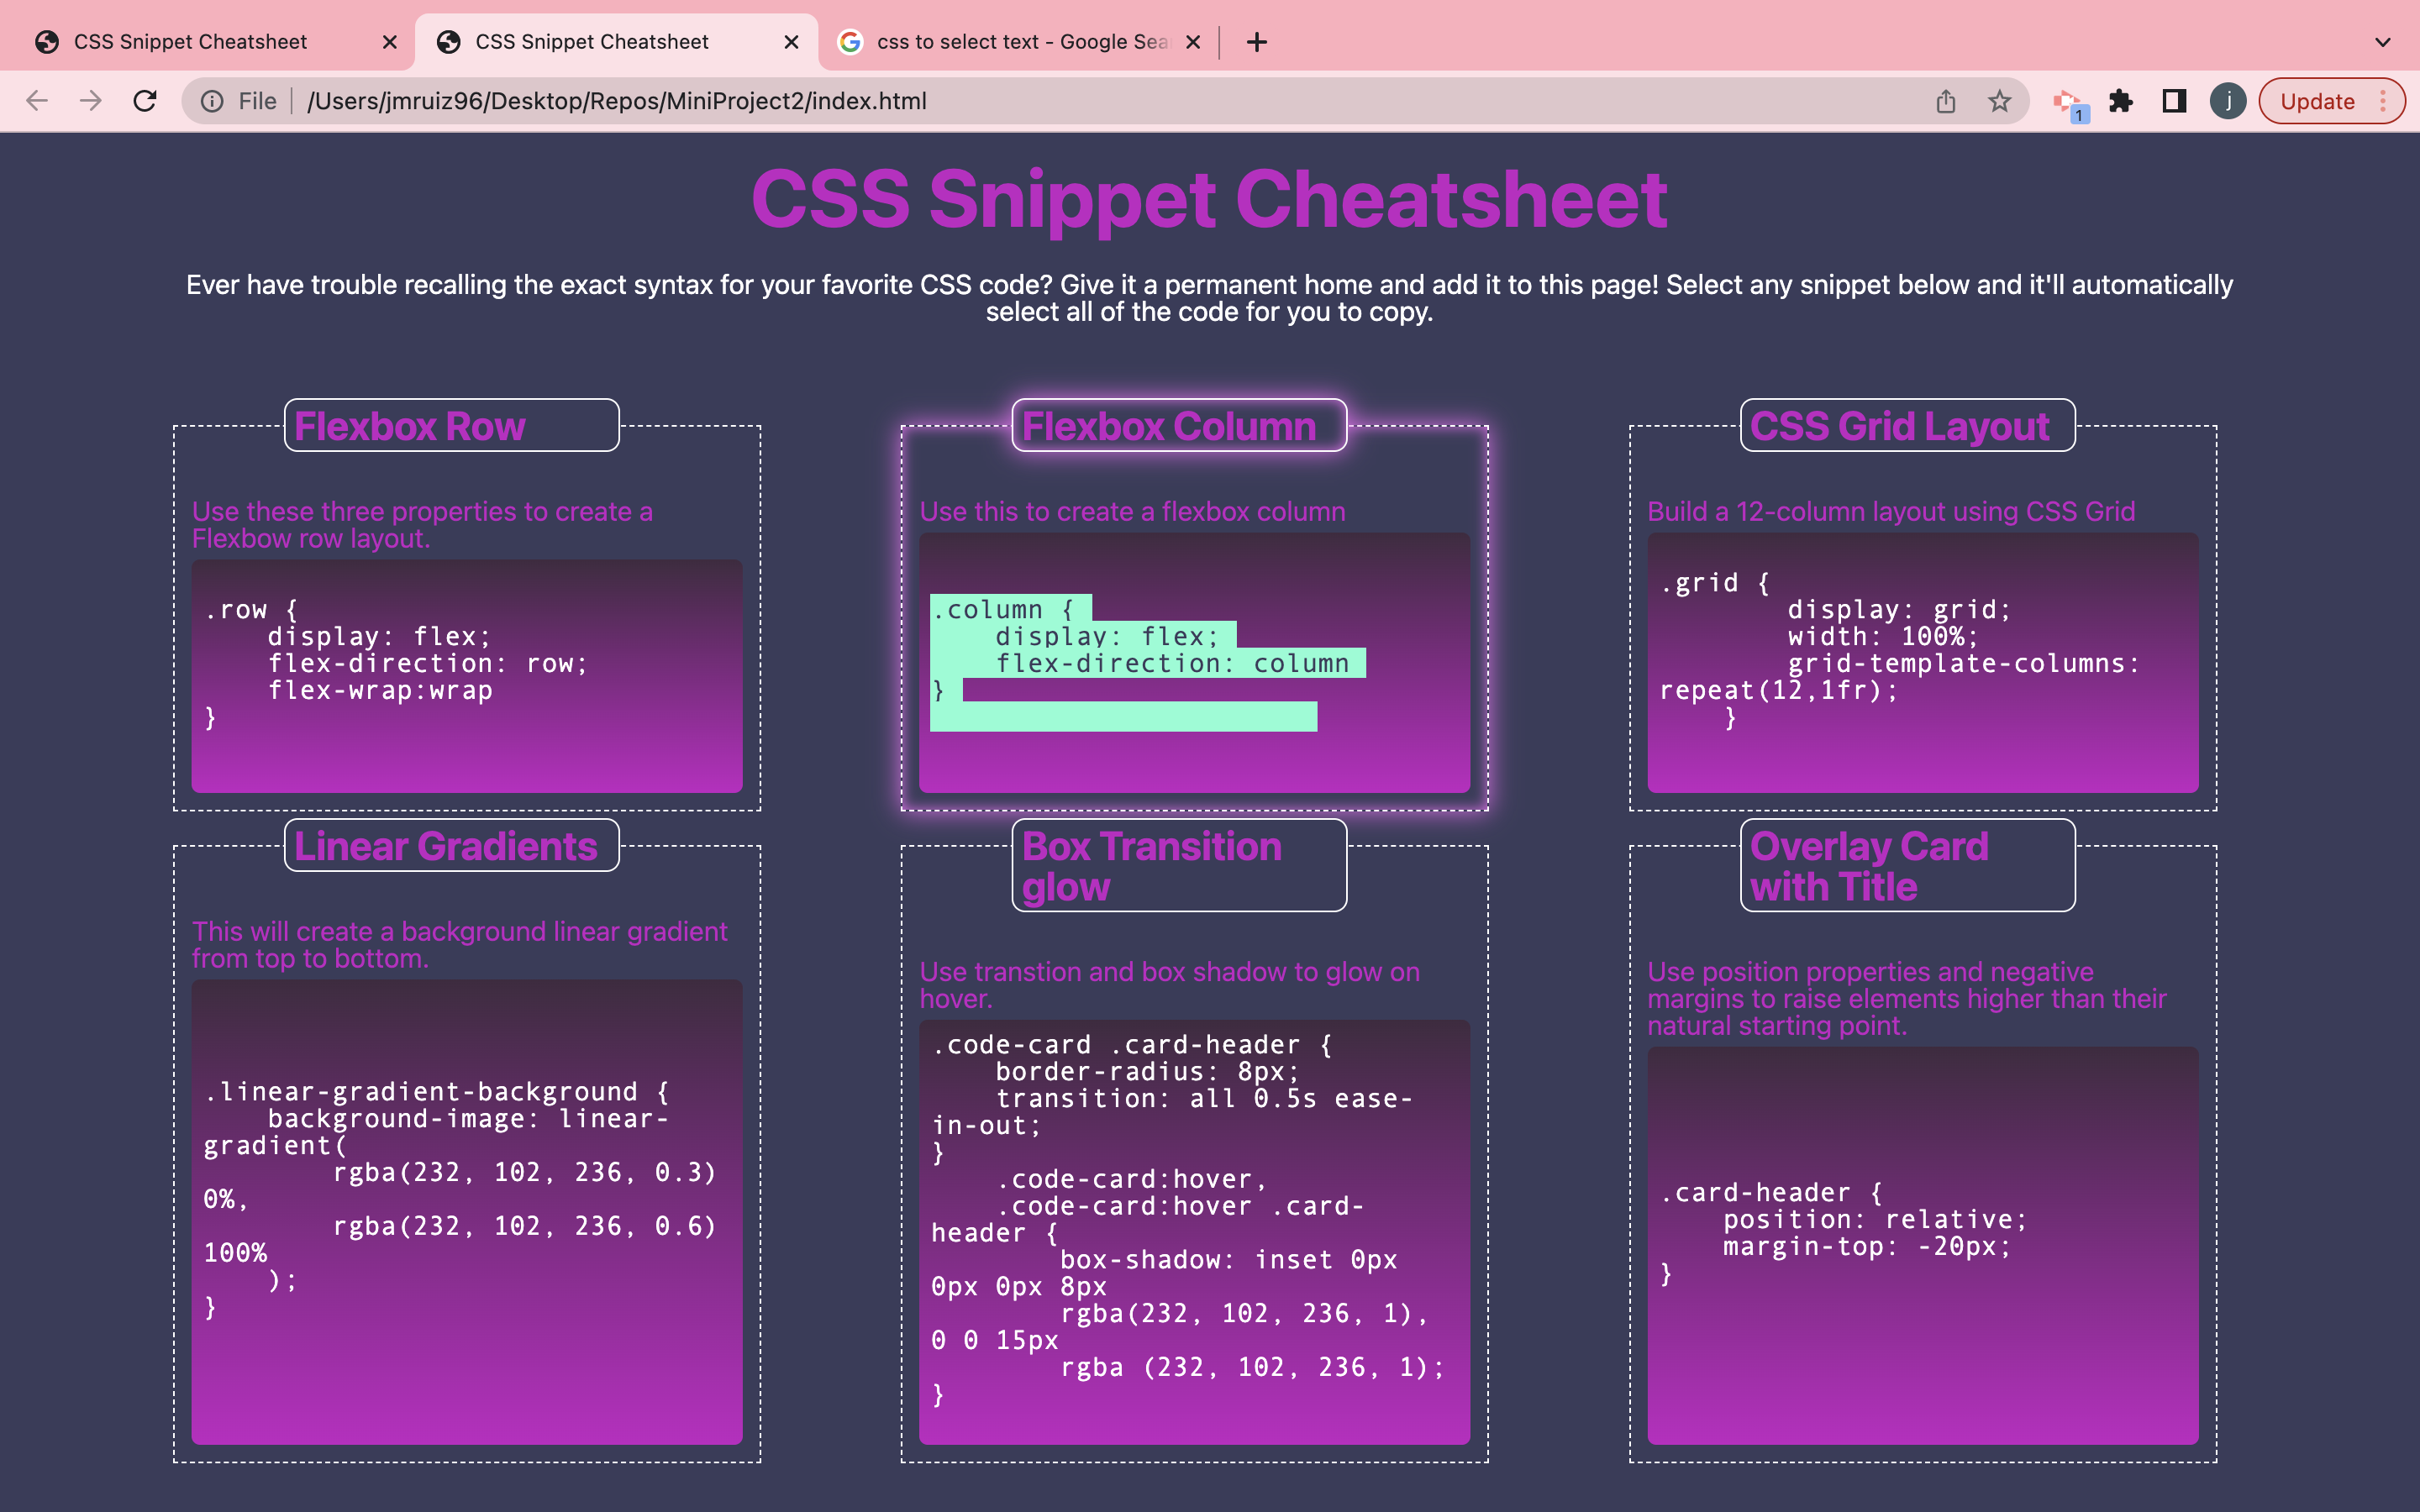 CSS Snippet Cheatsheet
CSS Snippet Cheatsheet
css to select text - Google Sea
File
/Users/jmruiz96/Desktop/Repos/MiniProject2/index.html
1
j
Update
CSS Snippet Cheatsheet
Ever have trouble recalling the exact syntax for your favorite CSS code? Give it a permanent home and add it to this page! Select any snippet below and it'll automatically
select all of the code for you to copy.
Flexbox Row
Use these three properties to create a
Flexbow row layout.
.row {
    display: flex;
    flex-direction: row;
    flex-wrap:wrap
}
Flexbox Column
Use this to create a flexbox column
.column {
    display: flex;
    flex-direction: column
}
CSS Grid Layout
Build a 12-column layout using CSS Grid
.grid {
        display: grid;
        width: 100%;
        grid-template-columns:
repeat(12,1fr);
    }
Linear Gradients
This will create a background linear gradient
from top to bottom.
.linear-gradient-background {
    background-image: linear-
gradient(
        rgba(232, 102, 236, 0.3)
0%,
        rgba(232, 102, 236, 0.6)
100%
    );
}
Box Transition
glow
Use transtion and box shadow to glow on
hover.
.code-card .card-header {
    border-radius: 8px;
    transition: all 0.5s ease-
in-out;
}
    .code-card:hover,
    .code-card:hover .card-
header {
        box-shadow: inset 0px
0px 0px 8px
        rgba(232, 102, 236, 1),
0 0 15px
        rgba (232, 102, 236, 1);
}
Overlay Card
with Title
Use position properties and negative
margins to raise elements higher than their
natural starting point.
.card-header {
    position: relative;
    margin-top: -20px;
}